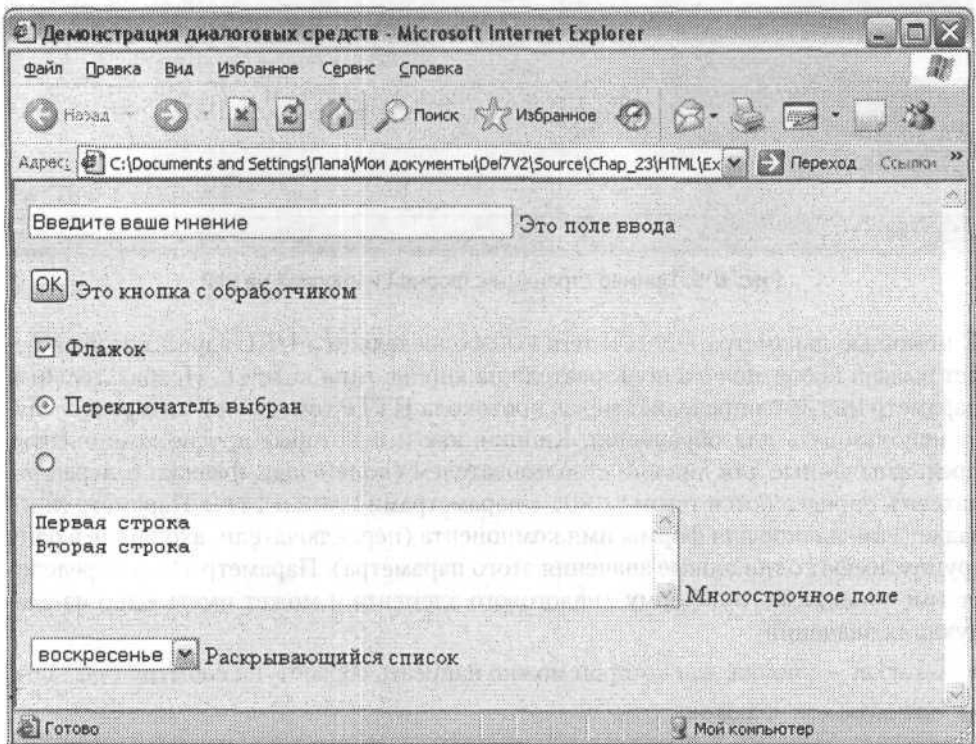 Демонстрация диалоговых средств - Microsoft Internet Explorer
Файл Правка Вид Избранное Сервис Справка
Назад Поиск Избранное
Адрес: C:\Documents and Settings\Папа\Мои документы\Del7V2\Source\Chap_23\HTML\Ex Переход Ссылки »
Введите ваше мнение Это поле ввода
OK Это кнопка с обработчиком
Флажок
Переключатель выбран
Первая строка
Вторая строка
Многострочное поле
воскресенье Раскрывающийся список
Готово Мой компьютер